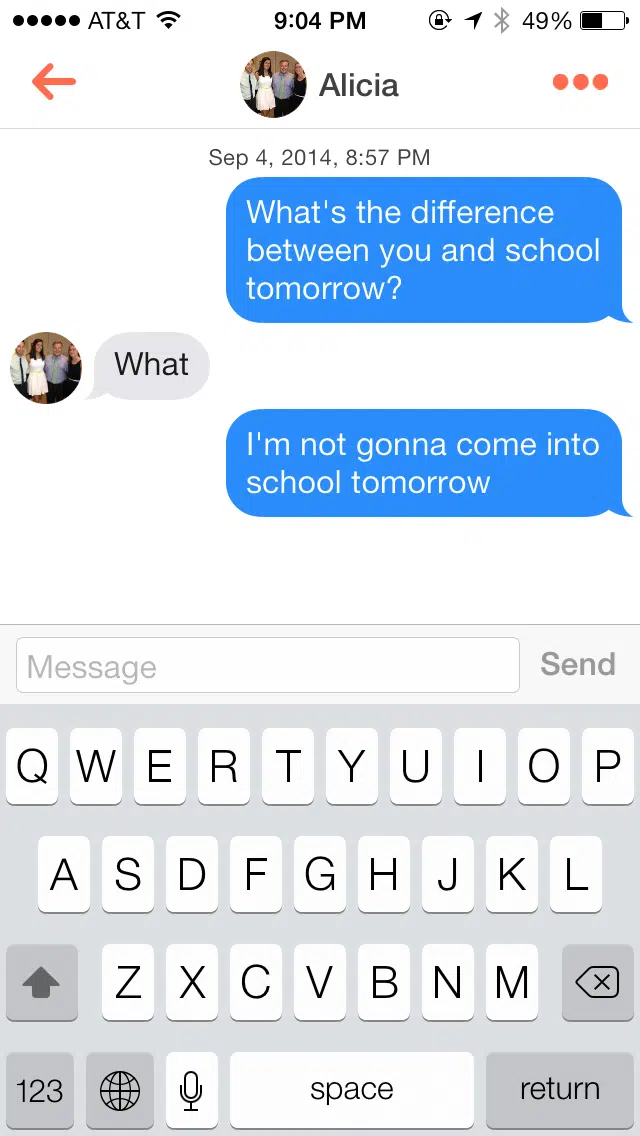 AT&T 9:04 PM 49%
Alicia
Sep 4, 2014, 8:57 PM
What's the difference
between you and school
tomorrow?
What
I'm not gonna come into
school tomorrow
Message Send
Q W E R T Y U I O P
A S D F G H J K L
Z X C V B N M
123 space return